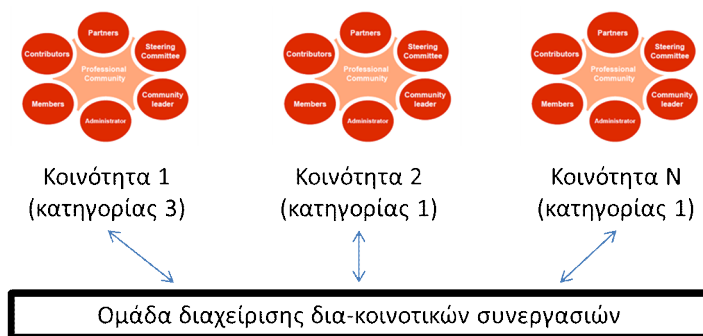 Partners
Contributors
Steering
Committee
Professional
Community
Members
Community
leader
Administrator
Partners
Contributors
Steering
Committee
Professional
Community
Members
Community
leader
Administrator
Partners
Contributors
Steering
Committee
Professional
Community
Members
Community
leader
Administrator
Κοινότητα 1
(κατηγορίας 3)
Κοινότητα 2
(κατηγορίας 1)
Κοινότητα Ν
(κατηγορίας 1)
Ομάδα διαχείρισης δια-κοινοτικών συνεργασιών